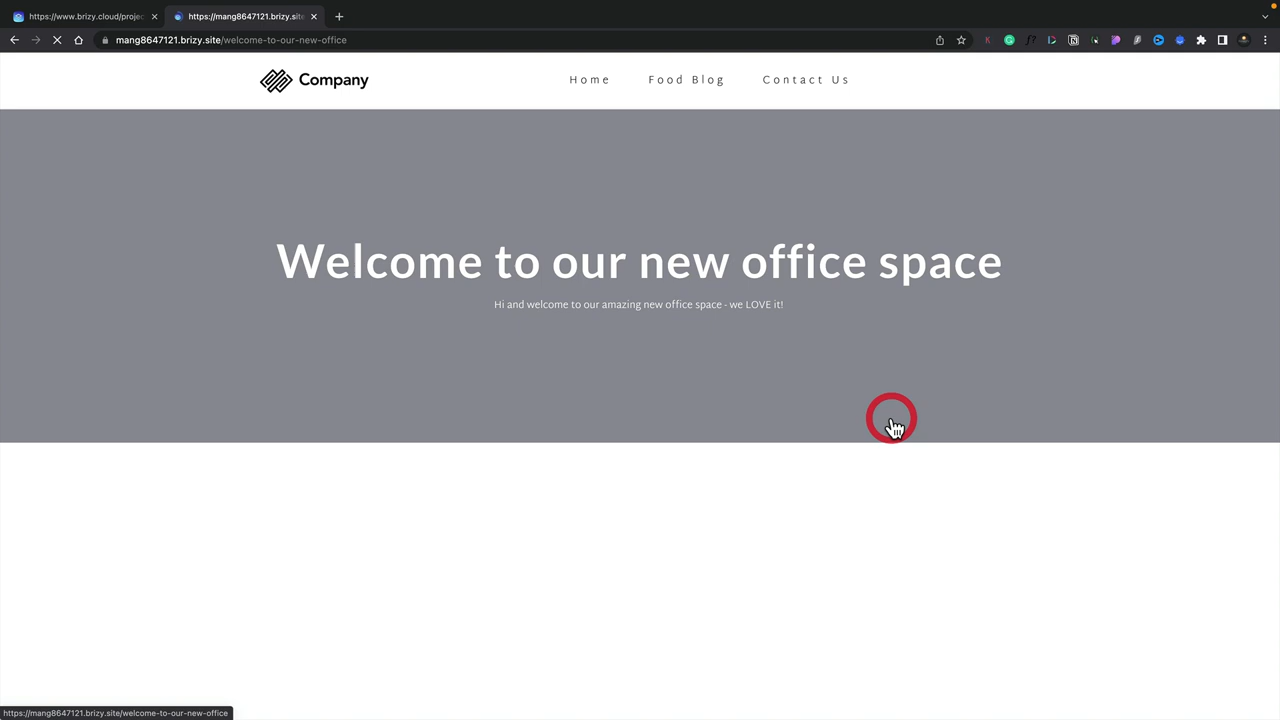 https://www.brizy.cloud/projec
https://mang8647121.brizy.site
mang8647121.brizy.site/welcome-to-our-new-office
Company
Home
Food Blog
Contact Us
Welcome to our new office space
Hi and welcome to our amazing new office space - we LOVE it!
https://mang8647121.brizy.site/welcome-to-our-new-office